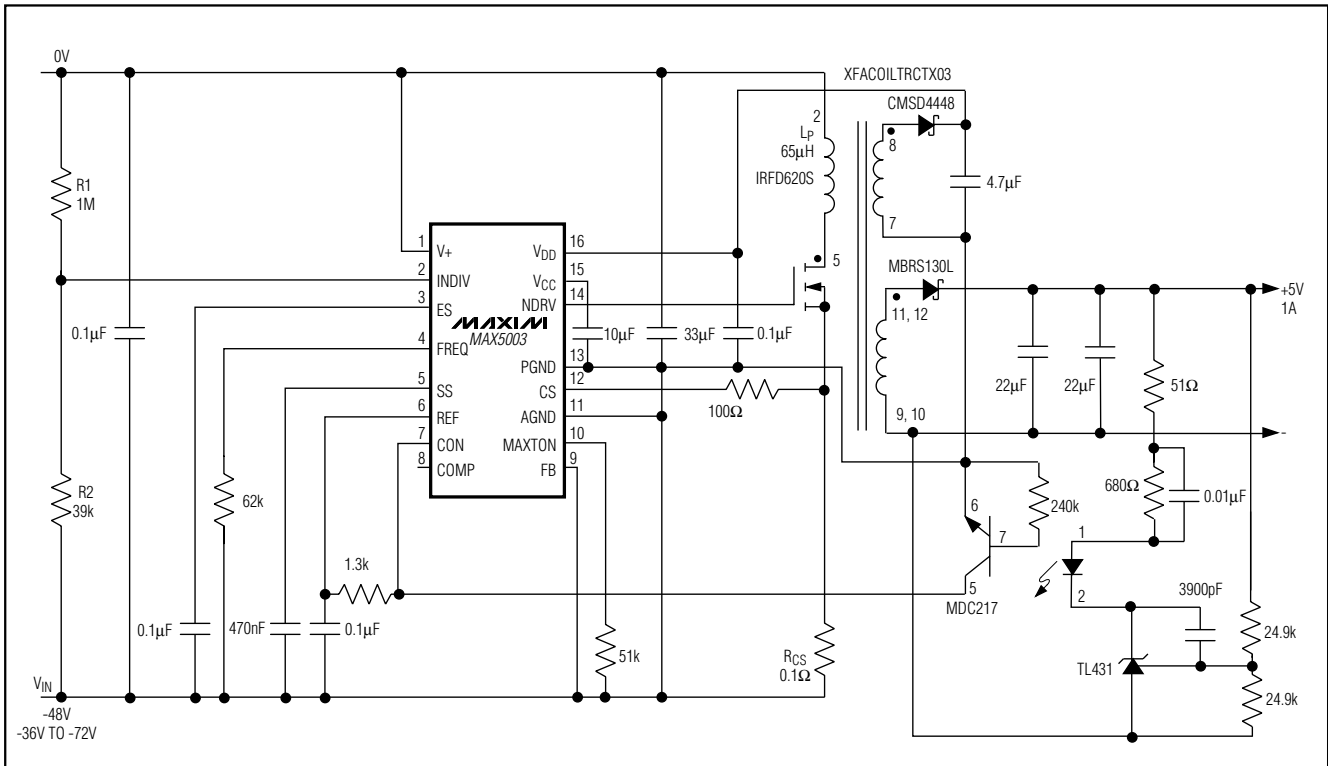 0V
XFACOILTRCTX03
CMSD4448
2
LP
65µH
IRFD620S
8
4.7µF
7
R1
1M
1 V+
2 INDIV
3 ES
4 FREQ
5 SS
6 REF
7 CON
8 COMP
MAXIM
MAX5003
VDD 16
VCC 15
NDRV 14
PGND 13
CS 12
AGND 11
MAXTON 10
FB 9
5
MBRS130L
11, 12
+5V
1A
0.1µF
10µF
33µF
0.1µF
100Ω
22µF
22µF
51Ω
9, 10
-
R2
39k
62k
6
7
240k
680Ω
0.01µF
1.3k
5
MDC217
1
2
3900pF
24.9k
0.1µF
470nF
0.1µF
51k
RCS
0.1Ω
TL431
24.9k
VIN
-48V
-36V TO -72V